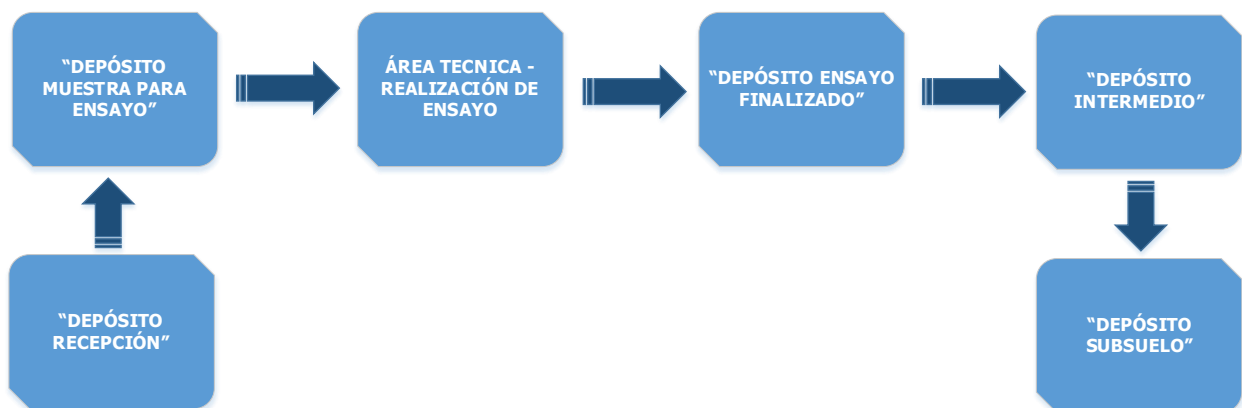 “DEPÓSITO
MUESTRA PARA
ENSAYO”
ÁREA TECNICA -
REALIZACIÓN DE
ENSAYO
“DEPÓSITO ENSAYO
FINALIZADO”
“DEPÓSITO
INTERMEDIO”
“DEPÓSITO
RECEPCIÓN”
“DEPÓSITO
SUBSUELO”